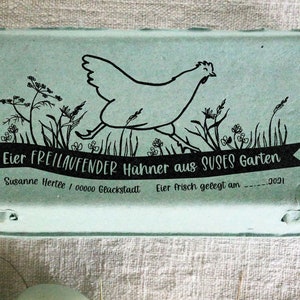 Eier FREILAUFENDER Hühner aus SUSES Garten
Susanne Hertle / 00000 Glückstadt Eier frisch gelegt am ______2021